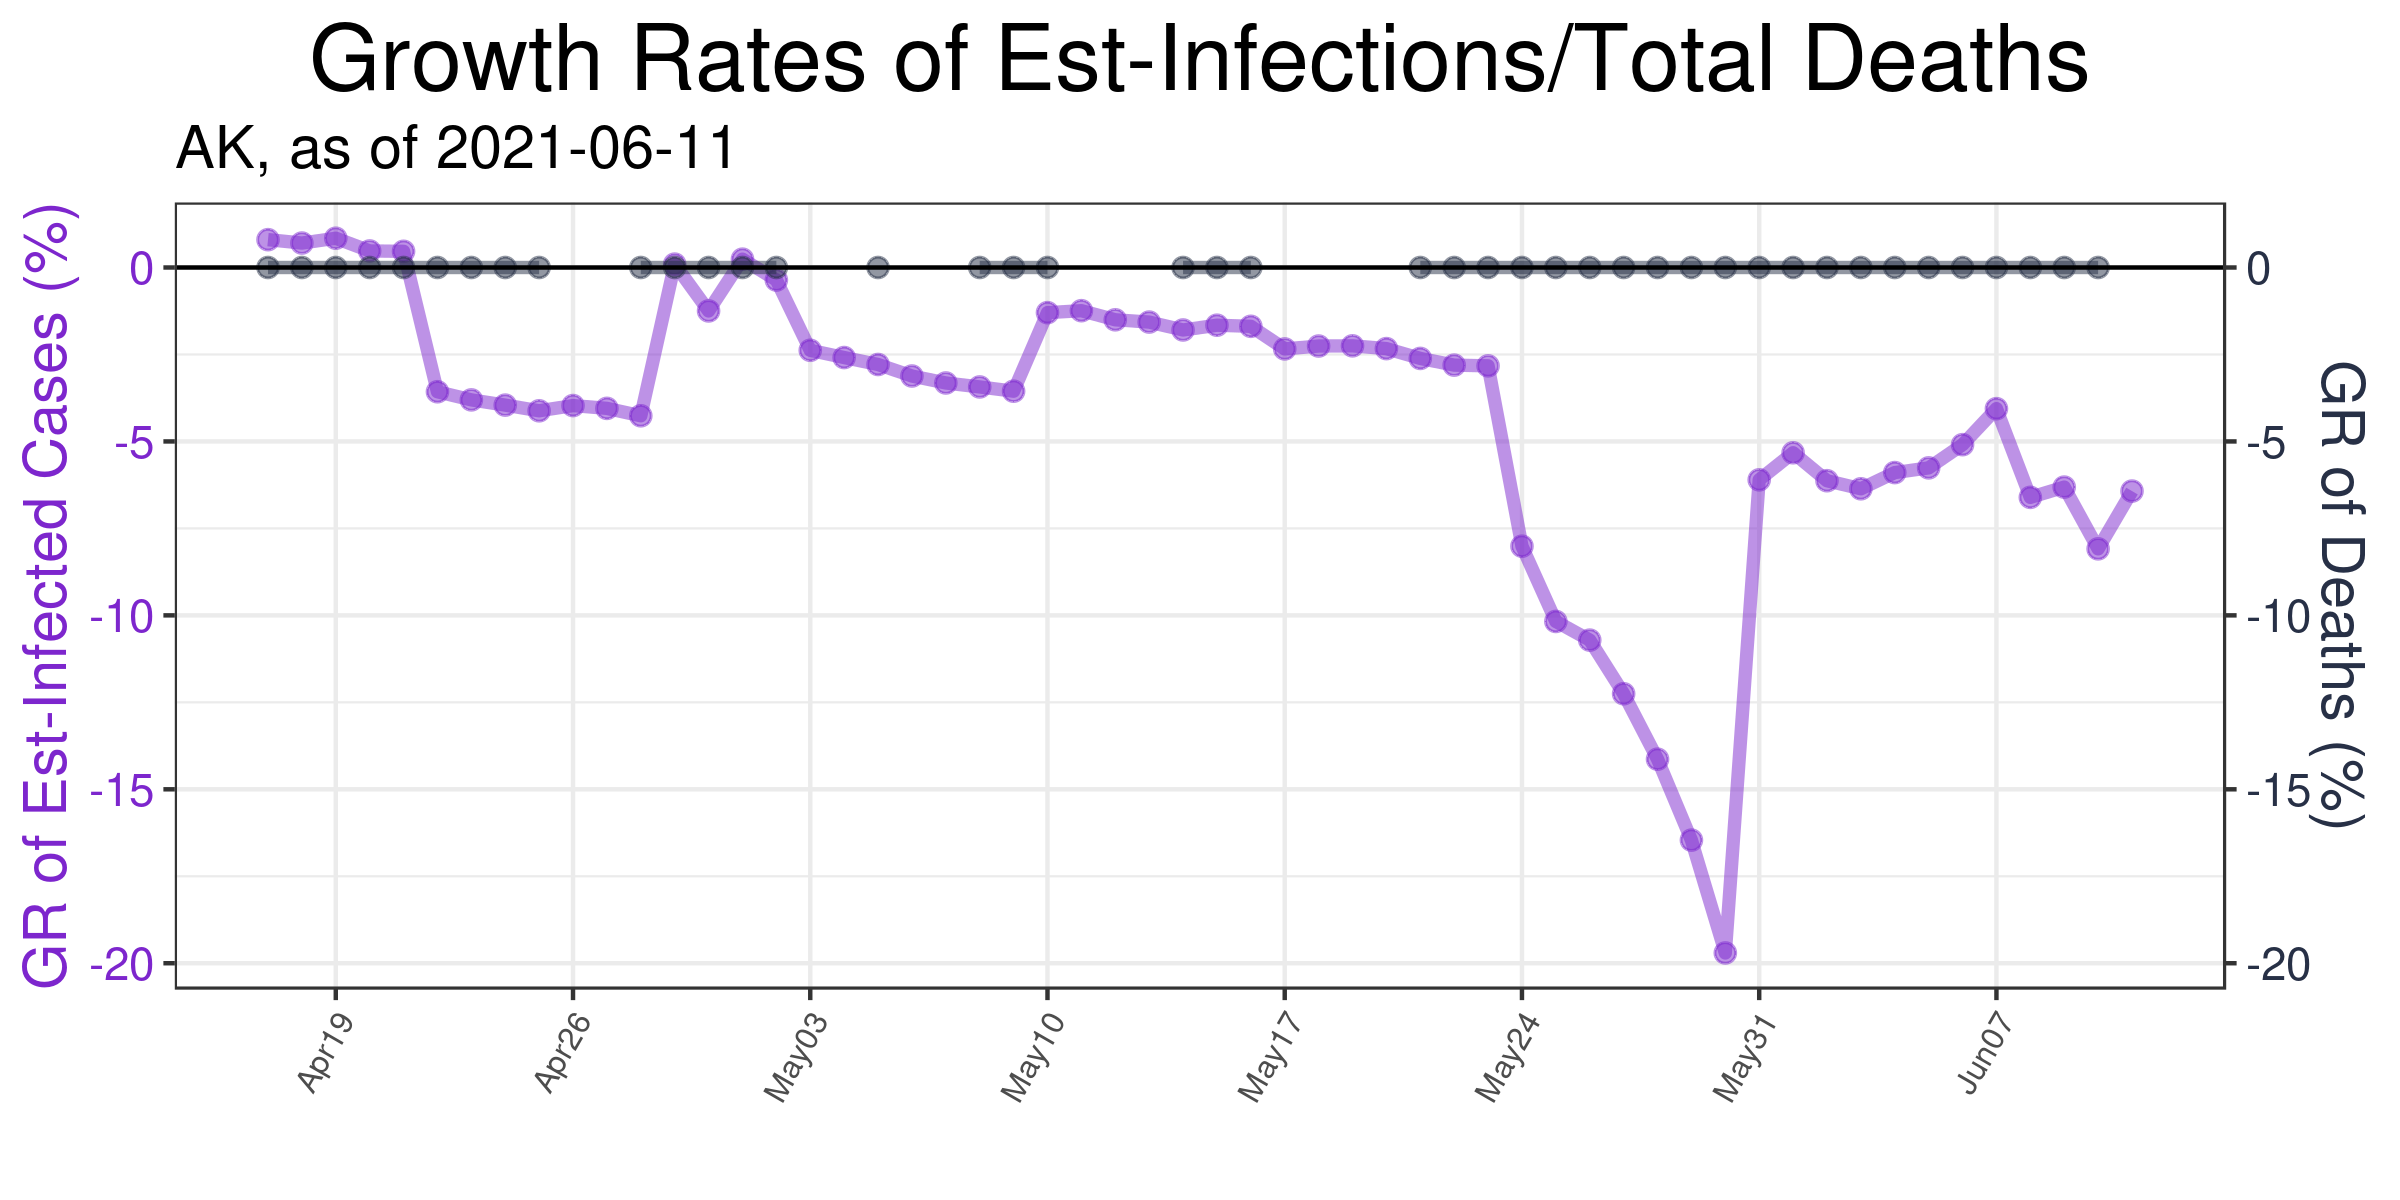 Growth Rates of Est-Infections/Total Deaths
AK, as of 2021-06-11
GR of Est-Infected Cases (%)
0
-5
-10
-15
-20
0
-5
-10
-15
-20
GR of Deaths (%)
Apr19
Apr26
May03
May10
May17
May24
May31
Jun07